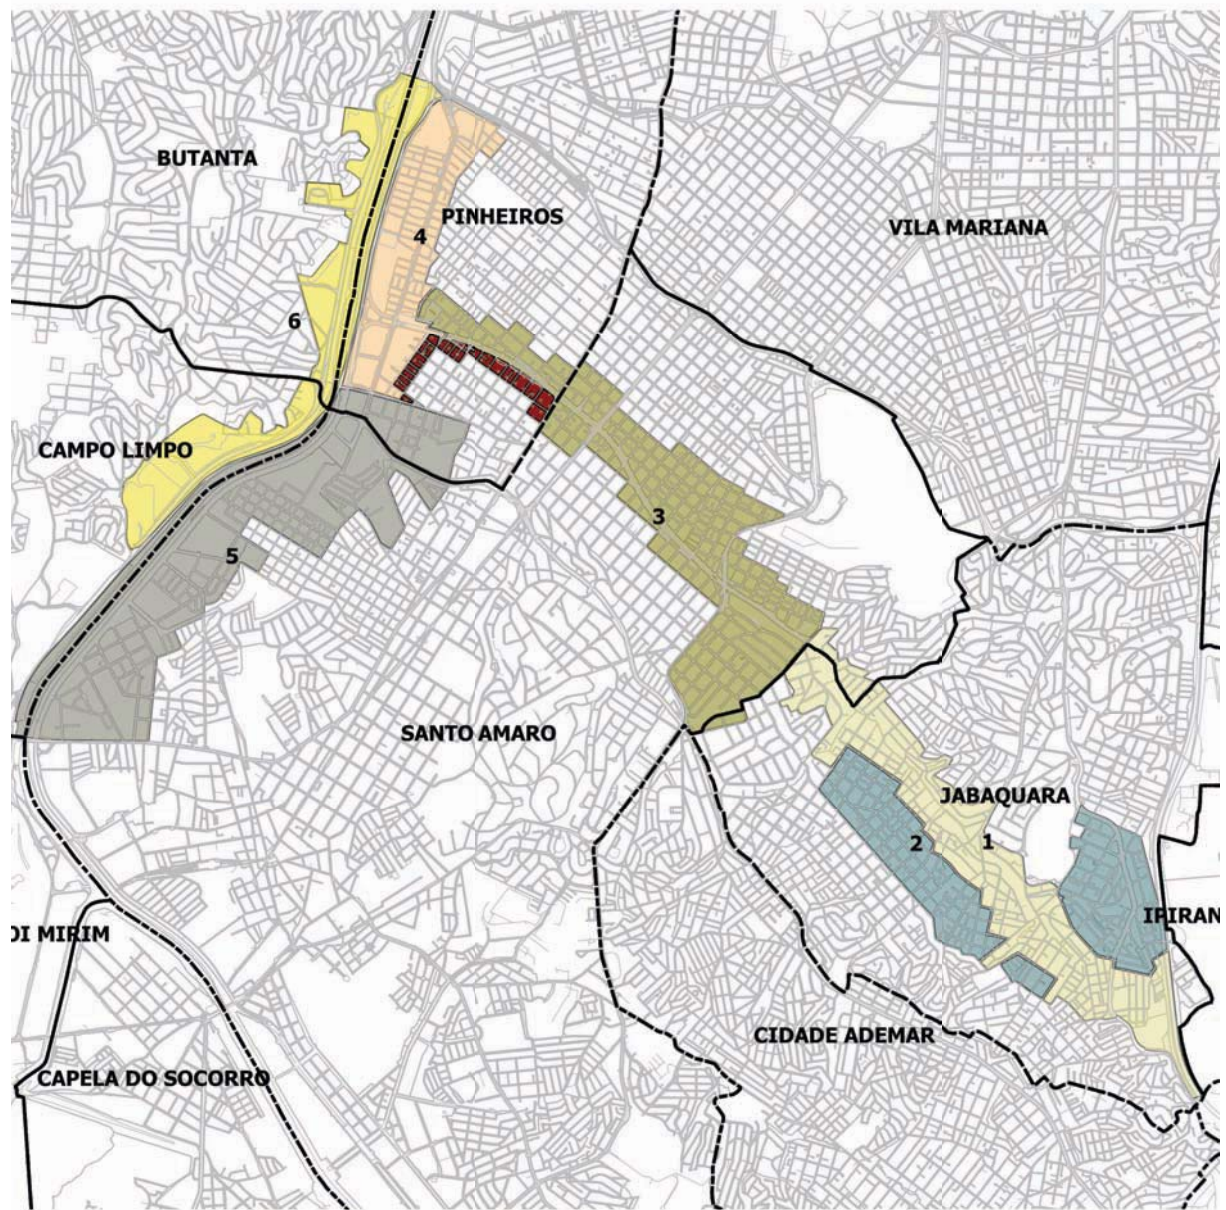 BUTANTA
PINHEIROS
VILA MARIANA
4
6
CAMPO LIMPO
3
5
SANTO AMARO
JABAQUARA
2
1
IPIRAN
OI MIRIM
CIDADE ADEMAR
CAPELA DO SOCORRO